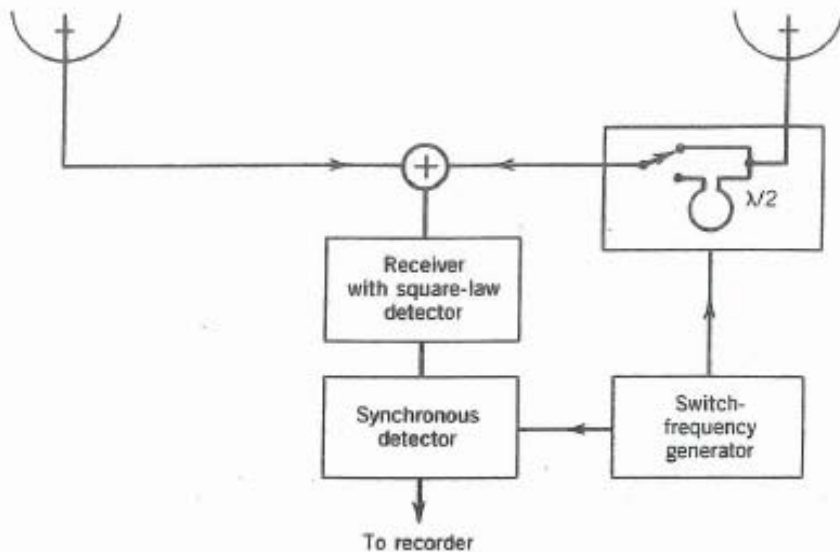 +
λ/2
Receiver
with square-law
detector
Synchronous
detector
Switch-
frequency
generator
To recorder